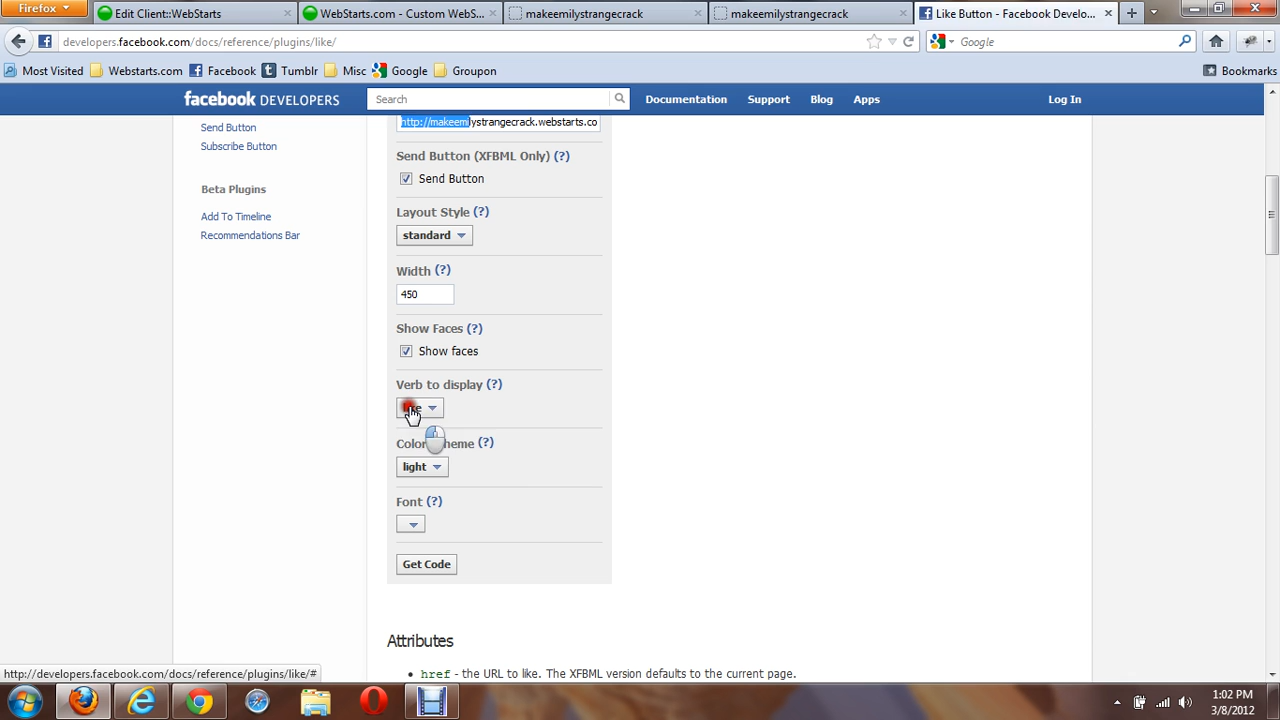 Firefox
Edit Client::WebStarts
WebStarts.com - Custom WebS...
makeemilystrangecrack
makeemilystrangecrack
Like Button - Facebook Develo...
developers.facebook.com/docs/reference/plugins/like/
Google
Most Visited
Webstarts.com
Facebook
Tumblr
Misc
Google
Groupon
Bookmarks
facebook DEVELOPERS
Search
Documentation
Support
Blog
Apps
Log In
http://makeemilystrangecrack.webstarts.co
Send Button
Subscribe Button
Beta Plugins
Add To Timeline
Recommendations Bar
Send Button (XFBML Only) (?)
Send Button
Layout Style (?)
standard
Width (?)
450
Show Faces (?)
Show faces
Verb to display (?)
(?)
light
Font (?)
Get Code
Attributes
href - the URL to like. The XFBML version defaults to the current page.
http://developers.facebook.com/docs/reference/plugins/like/#
1:02 PM
3/8/2012